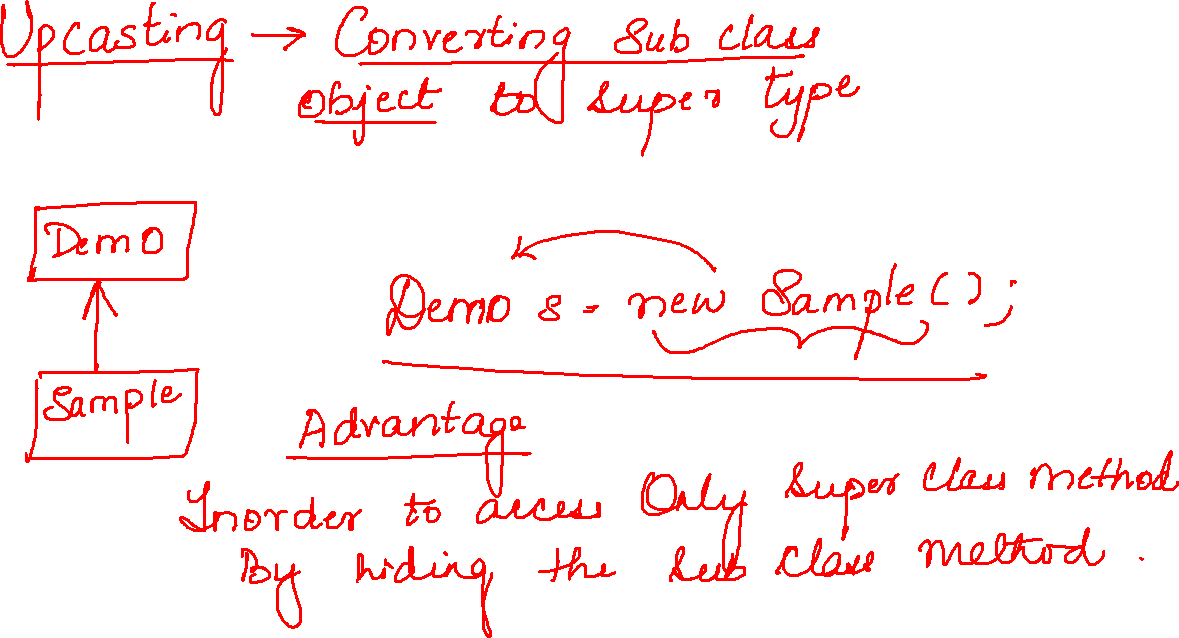 Upcasting → Converting Sub class
object to super type
Demo
Demo s = new Sample();
Sample
Advantage
Inorder to access Only super class method
By hiding the sub class method .